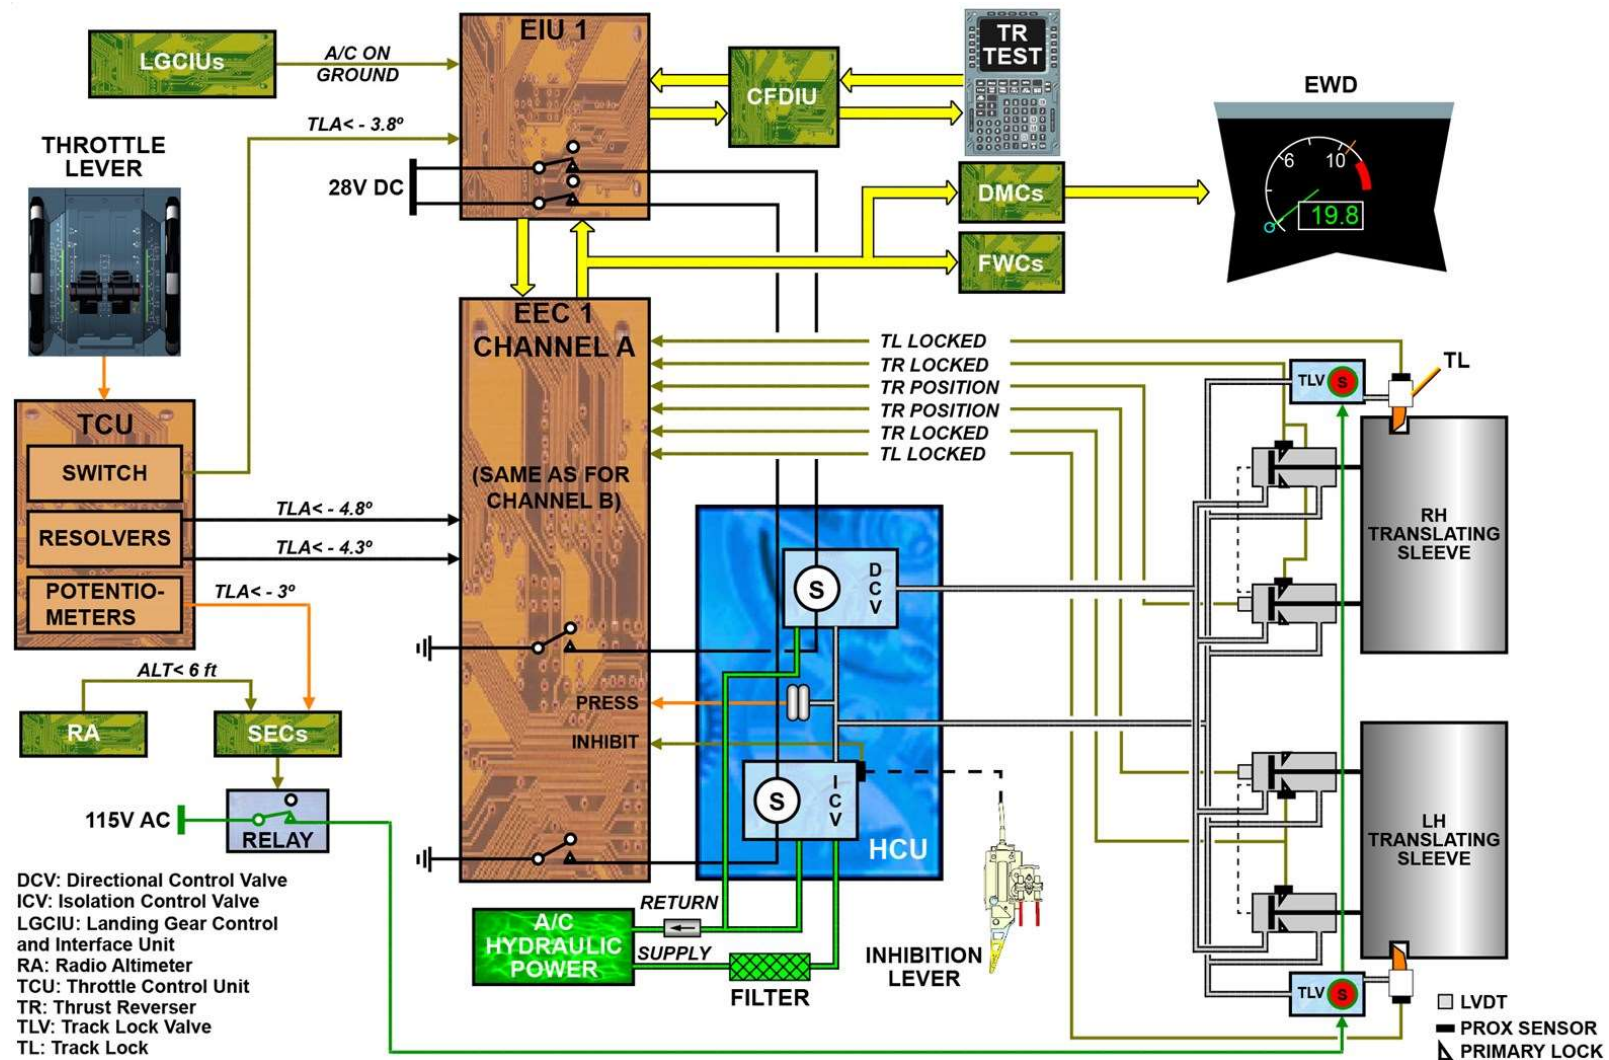 EIU 1
LGCIUs
A/C ON
GROUND
CFDIU
TR
TEST
EWD
THROTTLE
LEVER
TLA< - 3.8º
28V DC
DMCs
FWCs
6
10
19.8
EEC 1
CHANNEL A
(SAME AS FOR
CHANNEL B)
TL LOCKED
TR LOCKED
TR POSITION
TR POSITION
TR LOCKED
TL LOCKED
TLV
S
TL
TCU
SWITCH
RESOLVERS
POTENTIO-
METERS
TLA< - 4.8º
TLA< - 4.3º
TLA< - 3º
RH
TRANSLATING
SLEEVE
S
D
C
V
ALT< 6 ft
RA
SECs
PRESS
INHIBIT
S
I
C
V
HCU
115V AC
RELAY
LH
TRANSLATING
SLEEVE
RETURN
A/C
HYDRAULIC
POWER
SUPPLY
FILTER
INHIBITION
LEVER
TLV
S
DCV: Directional Control Valve
ICV: Isolation Control Valve
LGCIU: Landing Gear Control
and Interface Unit
RA: Radio Altimeter
TCU: Throttle Control Unit
TR: Thrust Reverser
TLV: Track Lock Valve
TL: Track Lock
LVDT
PROX SENSOR
PRIMARY LOCK